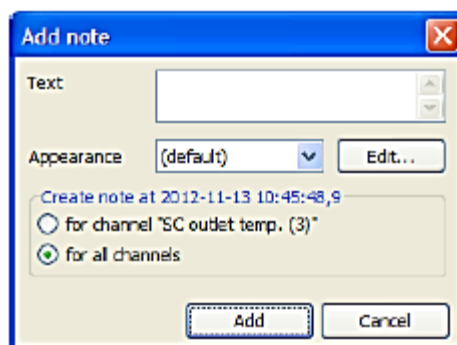 Add note
Text
Appearance (default) Edit...
Create note at 2012-11-13 10:45:48,9
for channel "SC outlet temp. (3)"
for all channels
Add Cancel